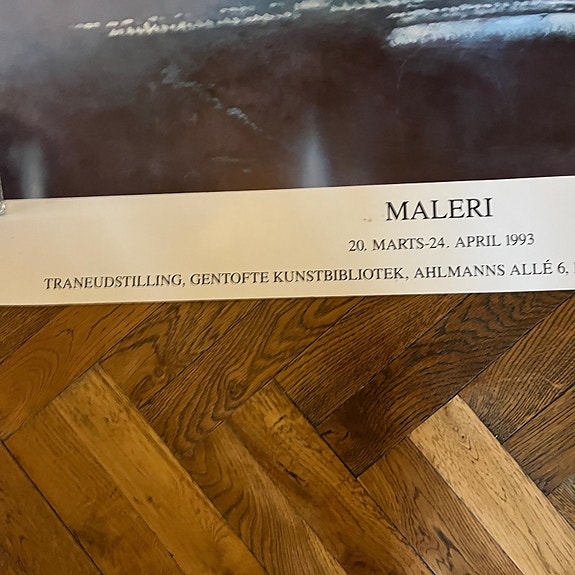 MALERI
20. MARTS-24. APRIL 1993
TRANEUDSTILLING, GENTOFTE KUNSTBIBLIOTEK, AHLMANNS ALLÉ 6,